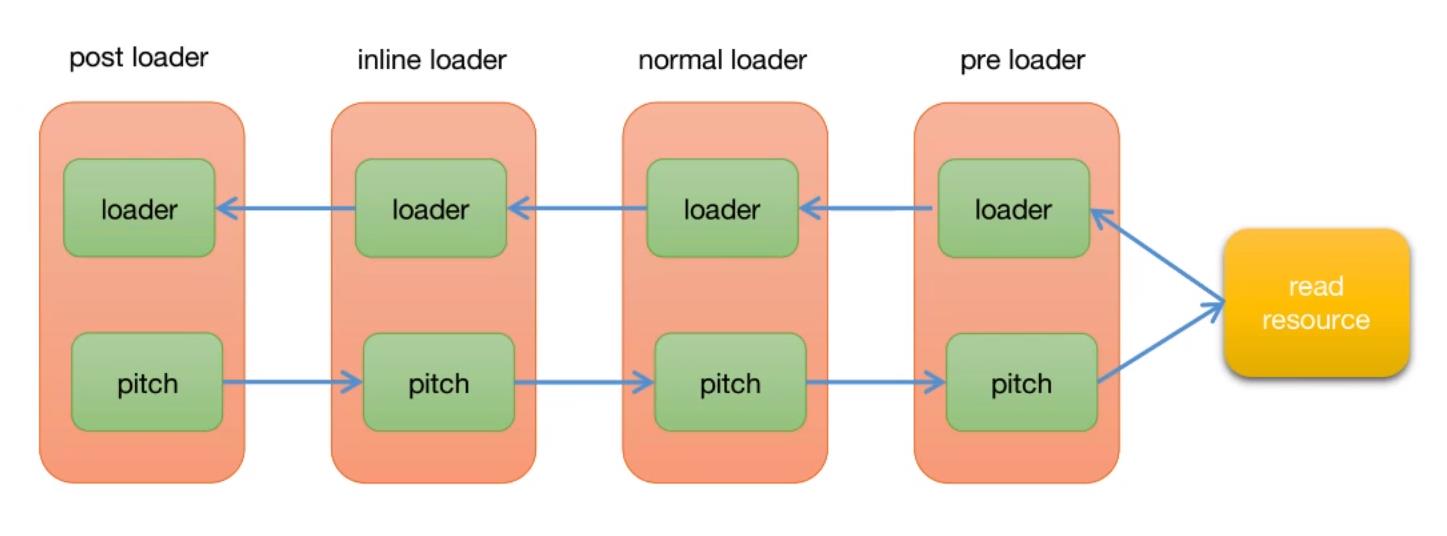 post loader
inline loader
normal loader
pre loader
loader
loader
loader
loader
read
resource
pitch
pitch
pitch
pitch